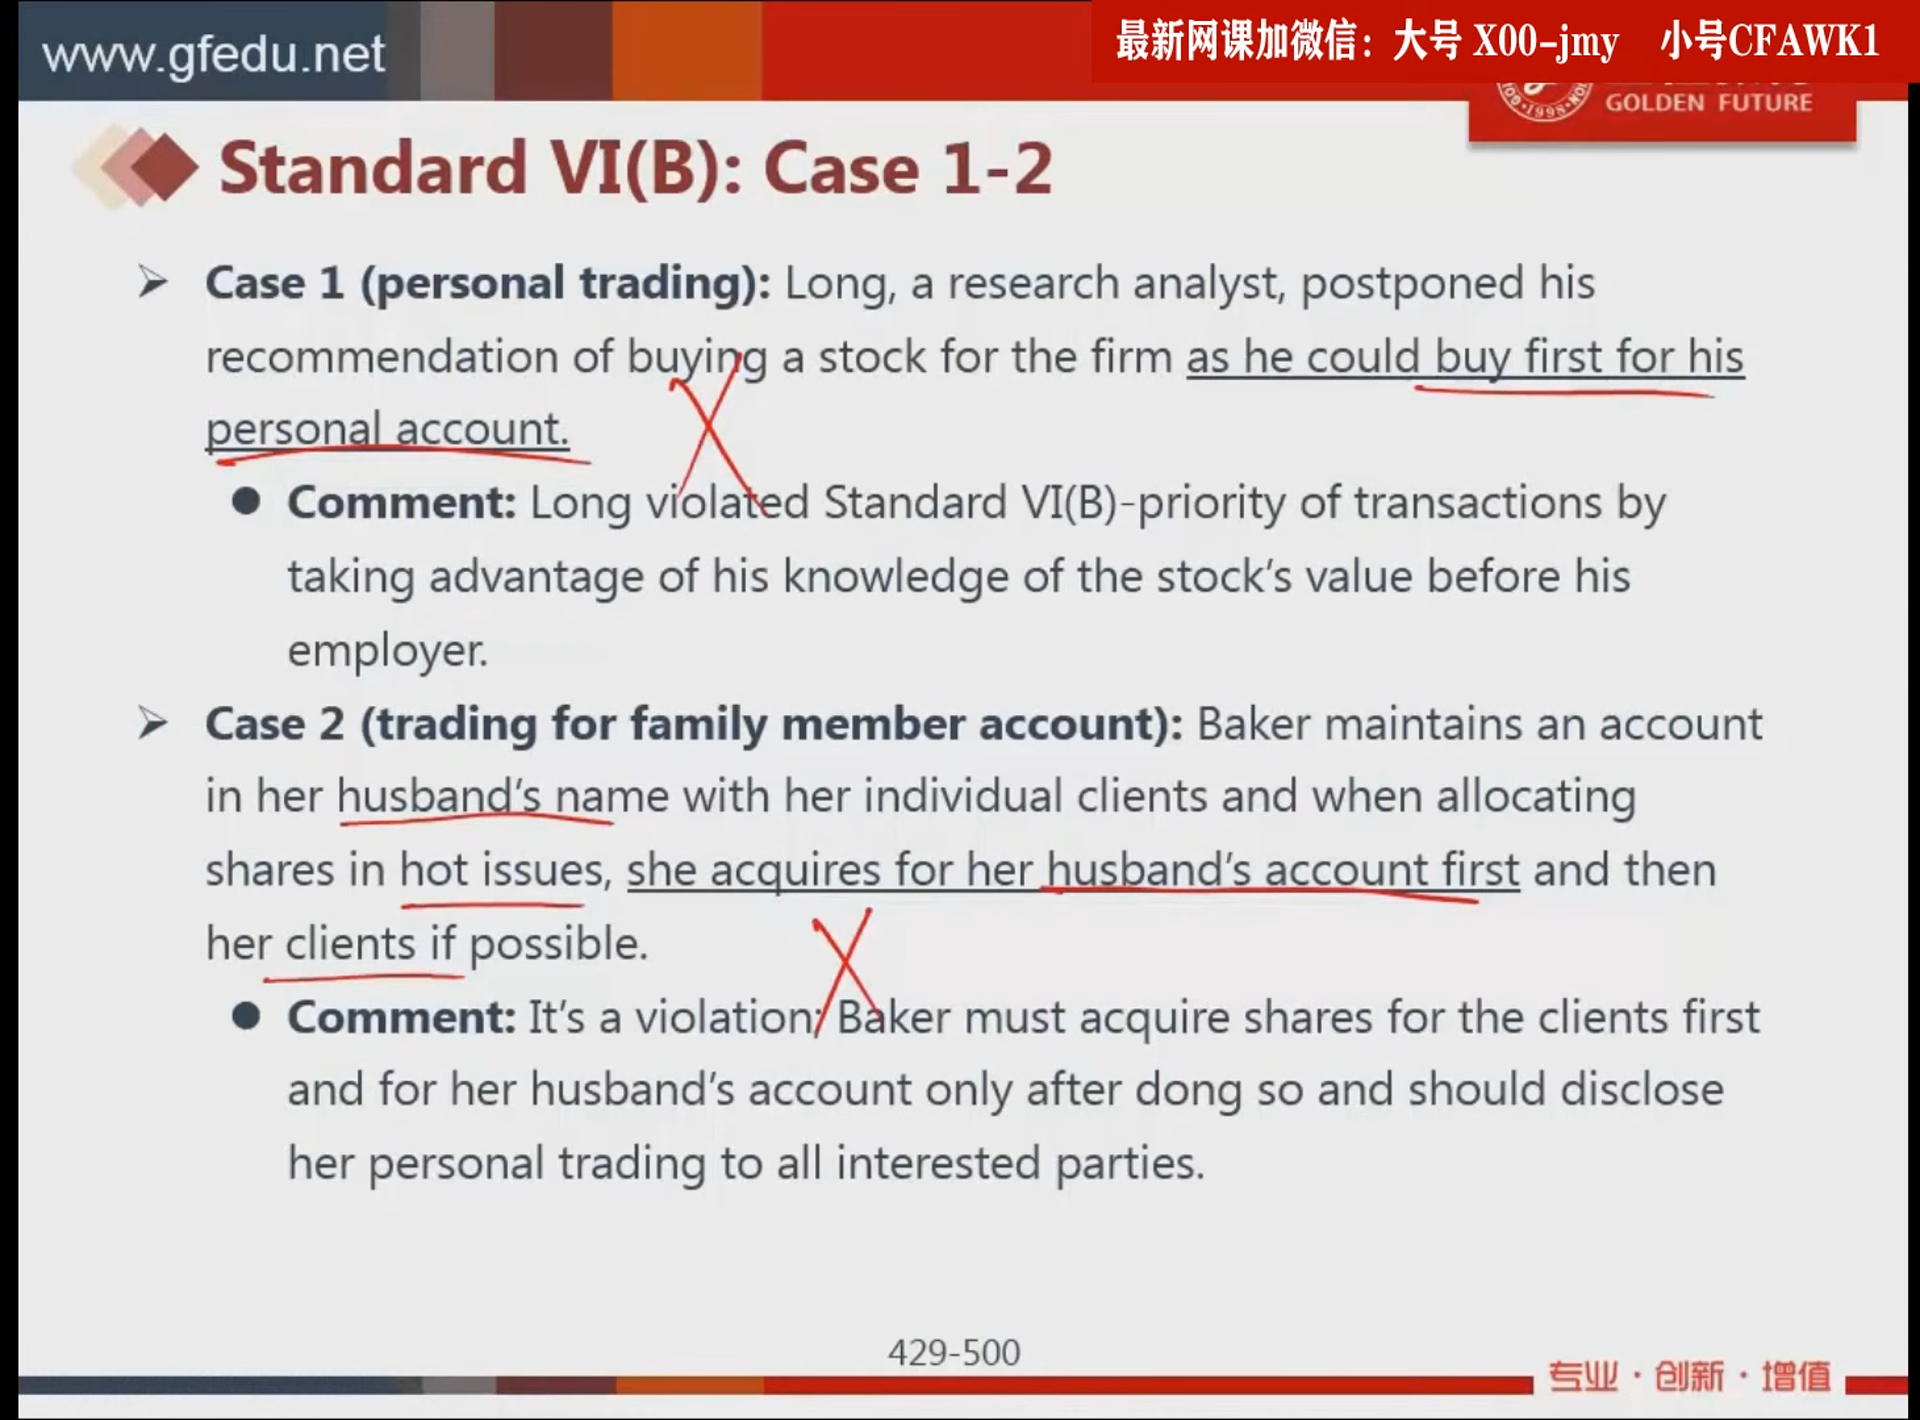 www.gfedu.net
最新网课加微信：大号 X00-jmy 小号CFAWK1
1998
GOLDEN FUTURE
Standard VI(B): Case 1-2
Case 1 (personal trading): Long, a research analyst, postponed his
recommendation of buying a stock for the firm as he could buy first for his
personal account.
Comment: Long violated Standard VI(B)-priority of transactions by
taking advantage of his knowledge of the stock's value before his
employer.
Case 2 (trading for family member account): Baker maintains an account
in her husband's name with her individual clients and when allocating
shares in hot issues, she acquires for her husband's account first and then
her clients if possible.
Comment: It's a violation; Baker must acquire shares for the clients first
and for her husband's account only after dong so and should disclose
her personal trading to all interested parties.
429-500
专业·创新·增值